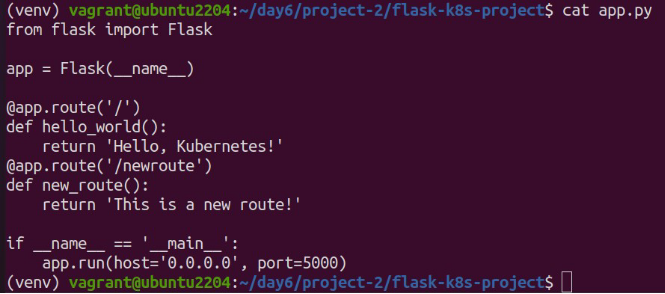 (venv) vagrant@ubuntu2204:~/day6/project-2/flask-k8s-project$ cat app.py
from flask import Flask

app = Flask(__name__)

@app.route('/')
def hello_world():
    return 'Hello, Kubernetes!'
@app.route('/newroute')
def new_route():
    return 'This is a new route!'

if __name__ == '__main__':
    app.run(host='0.0.0.0', port=5000)
(venv) vagrant@ubuntu2204:~/day6/project-2/flask-k8s-project$